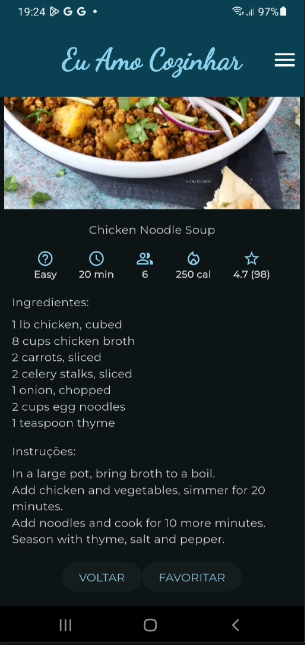 19:24 G G • 97%
Eu Amo Cozinhar
Chicken Noodle Soup
Easy 20 min 6 250 cal 4.7 (98)
Ingredientes:
1 lb chicken, cubed
8 cups chicken broth
2 carrots, sliced
2 celery stalks, sliced
1 onion, chopped
2 cups egg noodles
1 teaspoon thyme
Instruções:
In a large pot, bring broth to a boil.
Add chicken and vegetables, simmer for 20
minutes.
Add noodles and cook for 10 more minutes.
Season with thyme, salt and pepper.
VOLTAR FAVORITAR